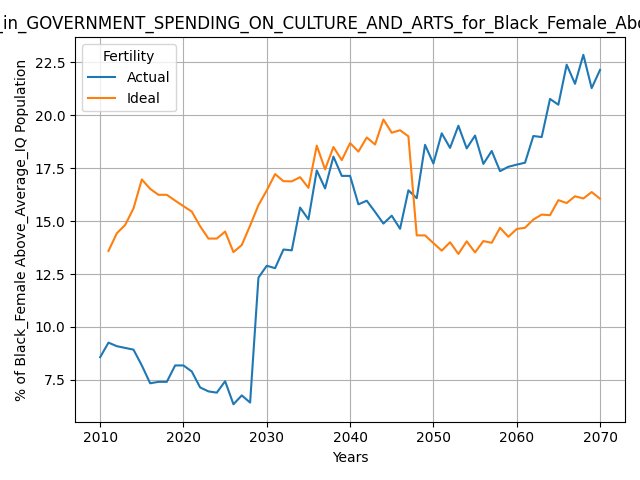 _in_GOVERNMENT_SPENDING_ON_CULTURE_AND_ARTS_for_Black_Female_Abo
Fertility
Actual
Ideal
% of Black_Female Above_Average_IQ Population
22.5
20.0
17.5
15.0
12.5
10.0
7.5
2010 2020 2030 2040 2050 2060 2070
Years